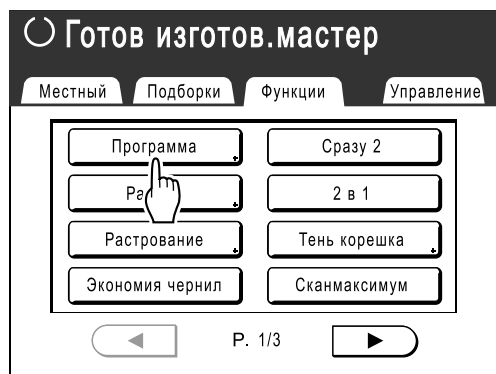 Готов изготов.мастер
Местный Подборки Функции Управление
Программа Сразу 2
2 в 1
Растрование Тень корешка
Экономия чернил Сканмаксимум
P. 1/3